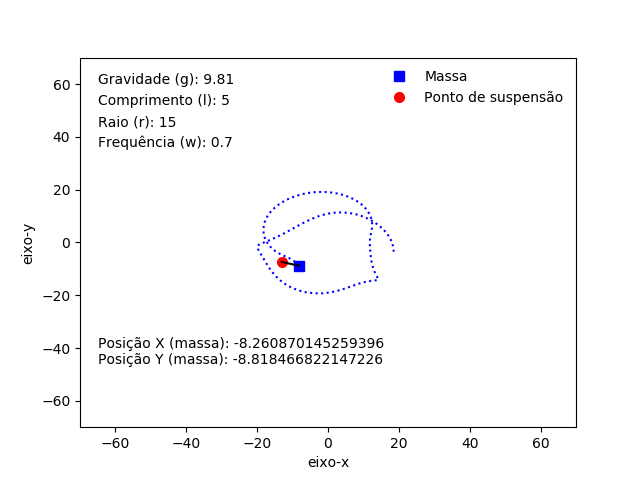 Gravidade (g): 9.81
Comprimento (l): 5
Raio (r): 15
Frequência (w): 0.7
Massa
Ponto de suspensão
60
40
20
0
−20
−40
−60
eixo-y
Posição X (massa): -8.260870145259396
Posição Y (massa): -8.818466822147226
−60 −40 −20 0 20 40 60
eixo-x